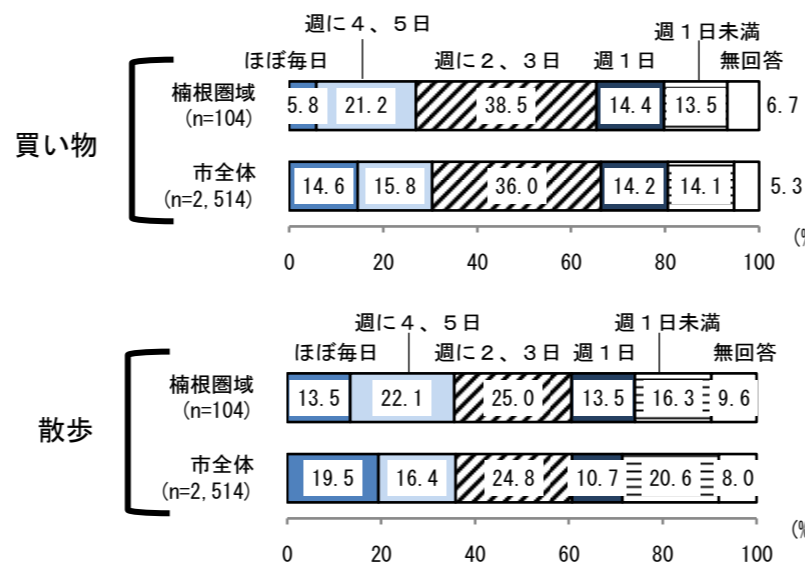 週に４、５日
週１日未満
ほぼ毎日
週に２、３日
週１日
無回答
買い物
楠根圏域
(n=104)
5.8
21.2
38.5
14.4
13.5
6.7
市全体
(n=2,514)
14.6
15.8
36.0
14.2
14.1
5.3
(%
0 20 40 60 80 100
週に４、５日
週１日未満
ほぼ毎日
週に２、３日
週１日
無回答
散歩
楠根圏域
(n=104)
13.5
22.1
25.0
13.5
16.3
9.6
市全体
(n=2,514)
19.5
16.4
24.8
10.7
20.6
8.0
(%
0 20 40 60 80 100